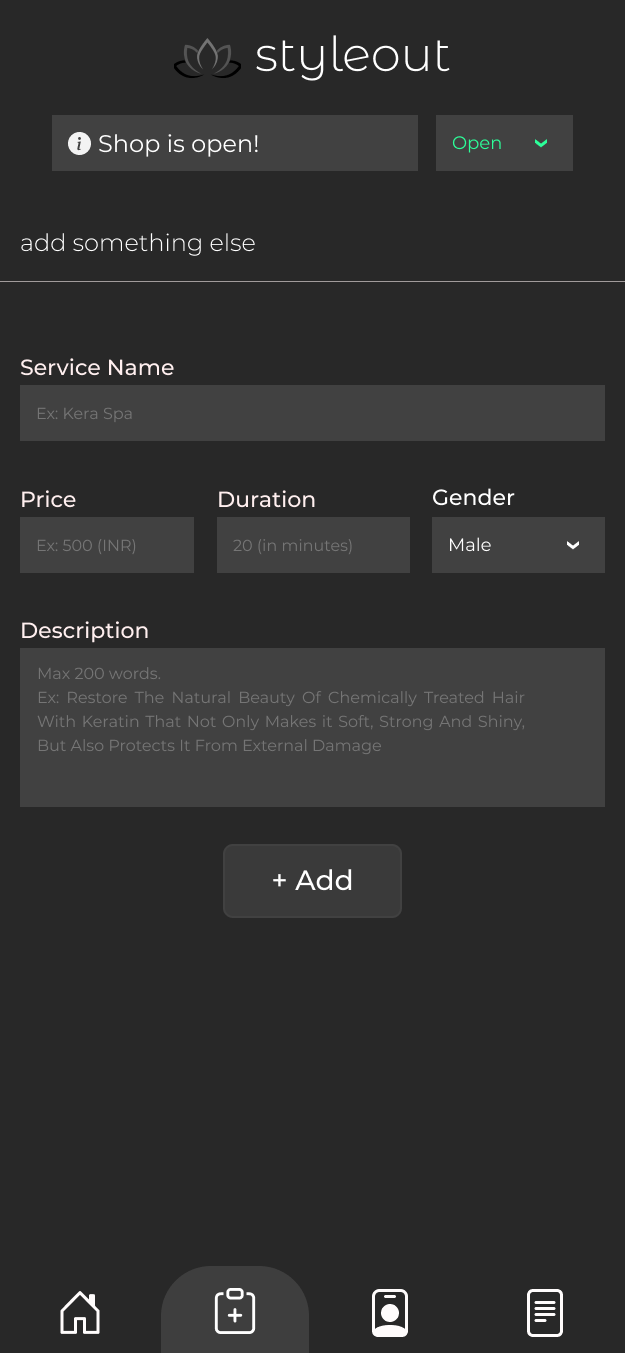 styleout
Shop is open!
Open
add something else
Service Name
Ex: Kera Spa
Price
Duration
Gender
Ex: 500 (INR)
20 (in minutes)
Male
Description
Max 200 words.
Ex: Restore The Natural Beauty Of Chemically Treated Hair
With Keratin That Not Only Makes it Soft, Strong And Shiny,
But Also Protects It From External Damage
+ Add